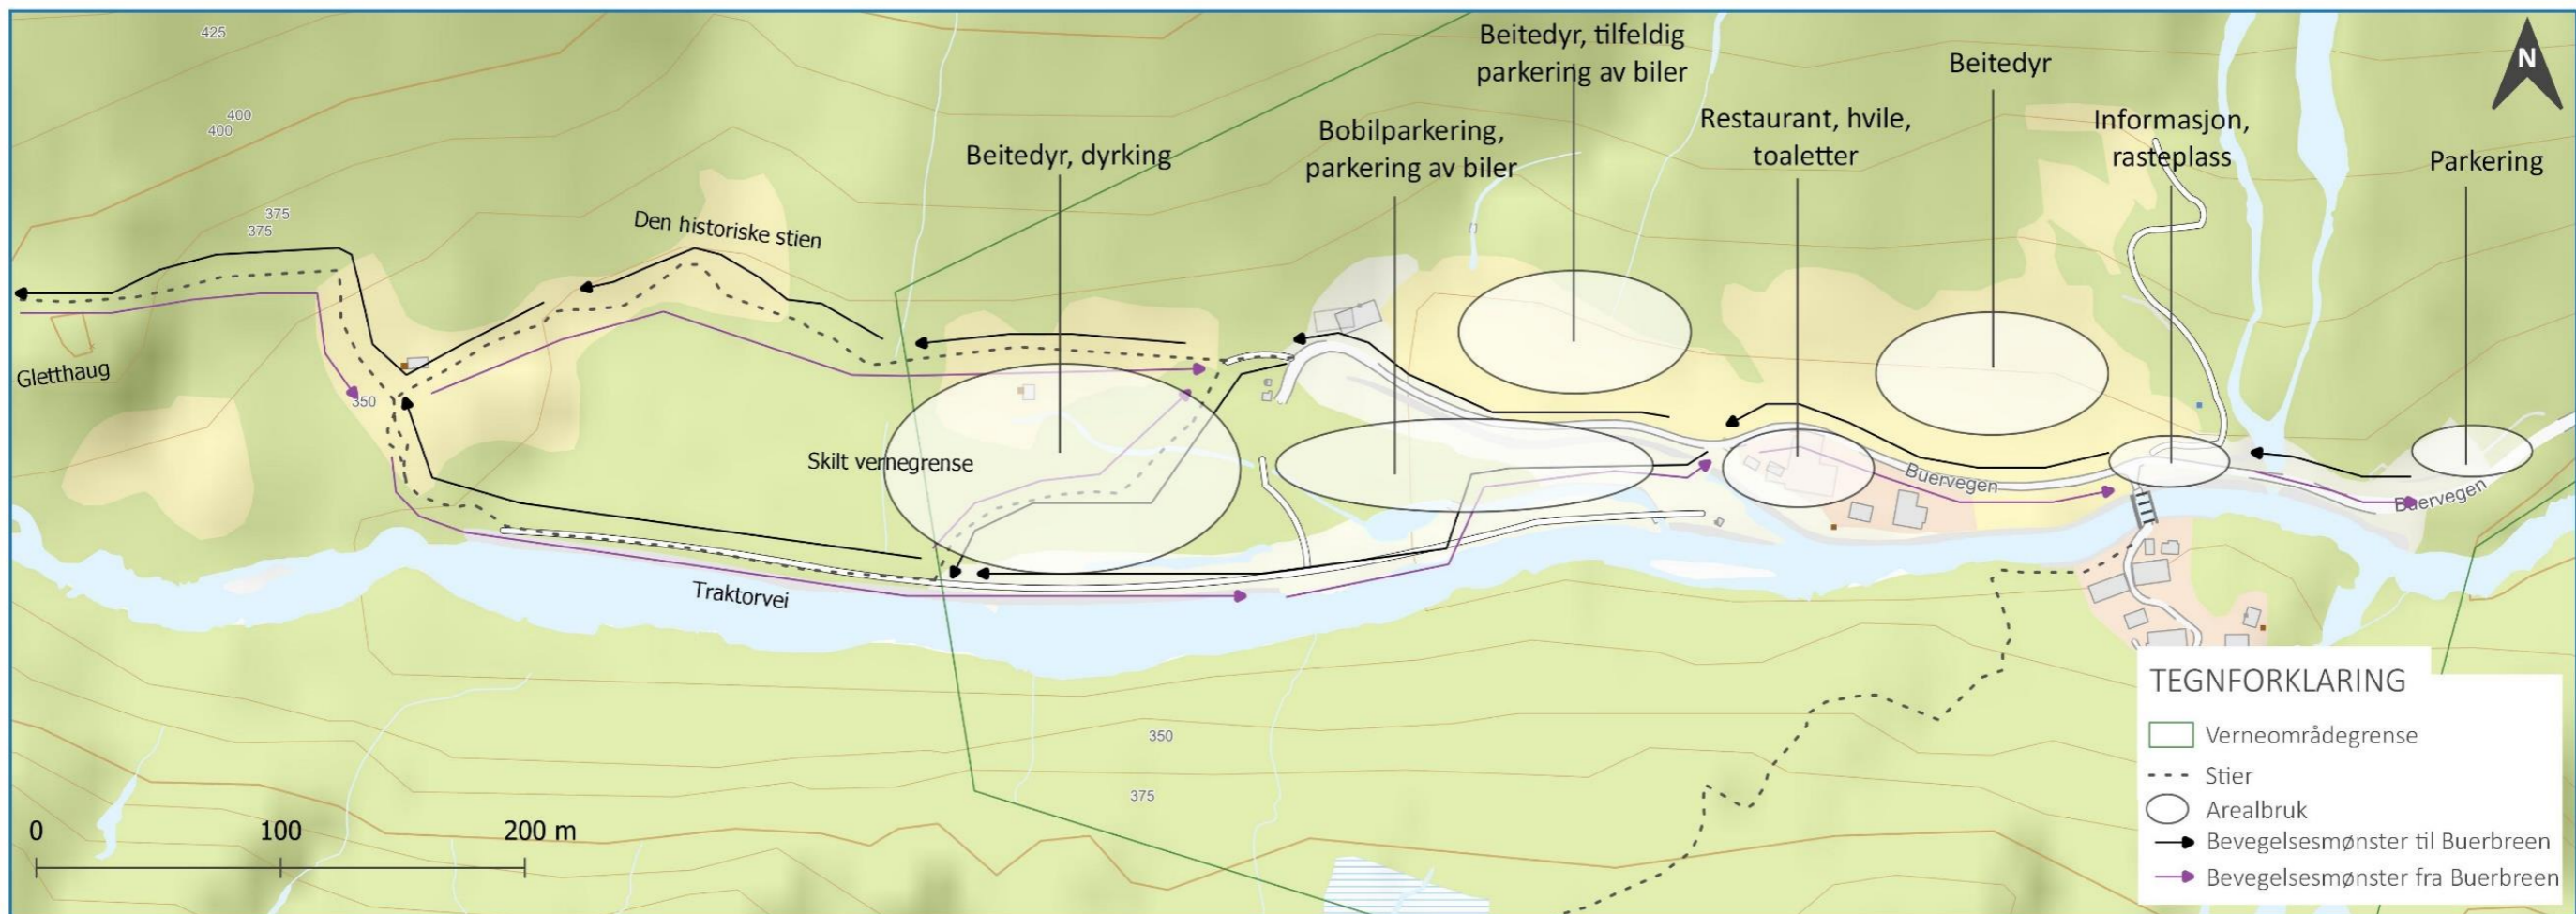 425
Beitedyr, tilfeldig
parkering av biler
Beitedyr
N
400
400
Bobilparkering,
parkering av biler
Restaurant, hvile,
toaletter
Informasjon,
rasteplass
Beitedyr, dyrking
Parkering
375
375
Den historiske stien
Gletthaug
350
Skilt vernegrense
Buervegen
Buervegen
Traktorvei
350
375
0 100 200 m
TEGNFORKLARING
Verneområdegrense
Stier
Arealbruk
Bevegelsesmønster til Buerbreen
Bevegelsesmønster fra Buerbreen